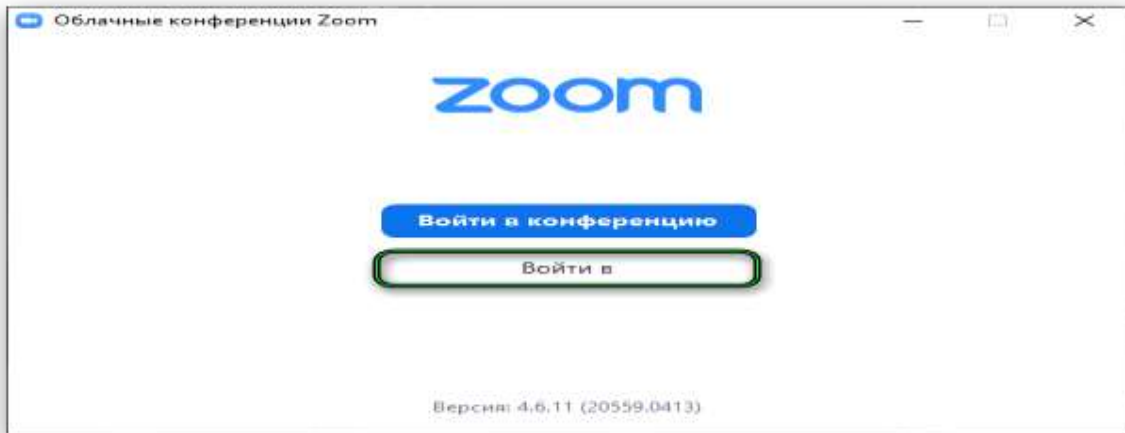 Облачные конференции Zoom
zoom
Войти в конференцию
Войти в
Версия: 4.6.11 (20559.0413)